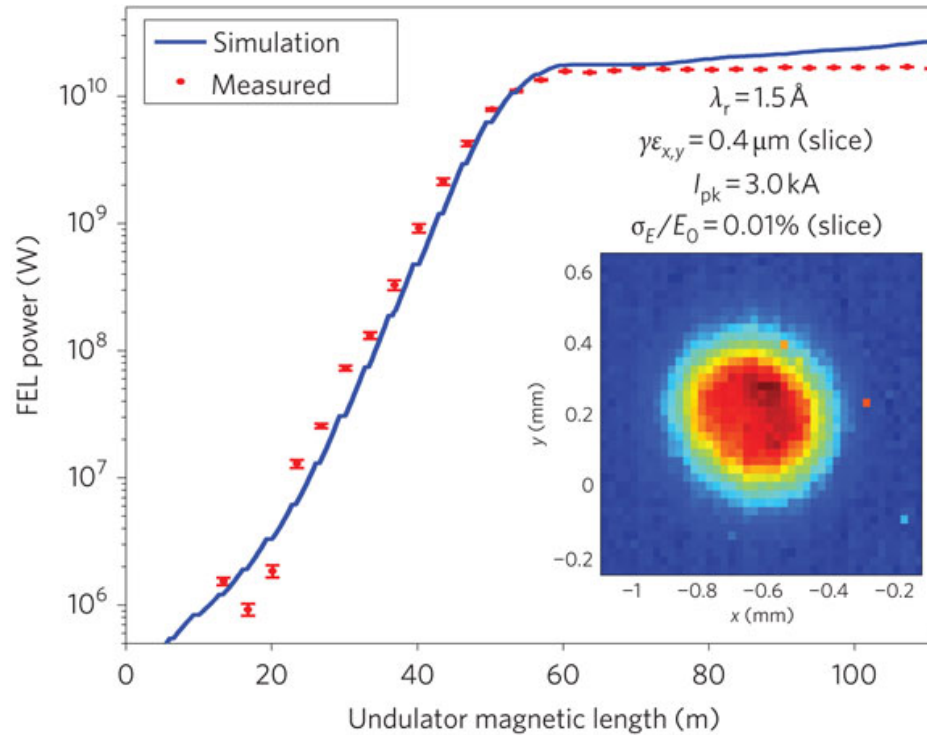 Simulation
Measured
λr = 1.5 Å
γεx,y = 0.4 μm (slice)
Ipk = 3.0 kA
σE/E0 = 0.01% (slice)
FEL power (W)
10^10
10^9
10^8
10^7
10^6
0 20 40 60 80 100
Undulator magnetic length (m)
y (mm)
0.6
0.4
0.2
0
−0.2
−1 −0.8 −0.6 −0.4 −0.2
x (mm)